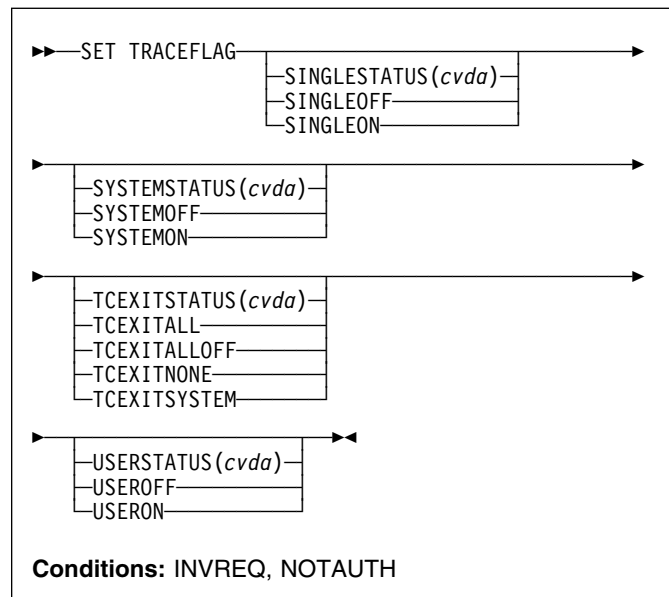 SET TRACEFLAG
SINGLESTATUS(cvda)
SINGLEOFF
SINGLEON
SYSTEMSTATUS(cvda)
SYSTEMOFF
SYSTEMON
TCEXITSTATUS(cvda)
TCEXITALL
TCEXITALLOFF
TCEXITNONE
TCEXITSYSTEM
USERSTATUS(cvda)
USEROFF
USERON
Conditions: INVREQ, NOTAUTH